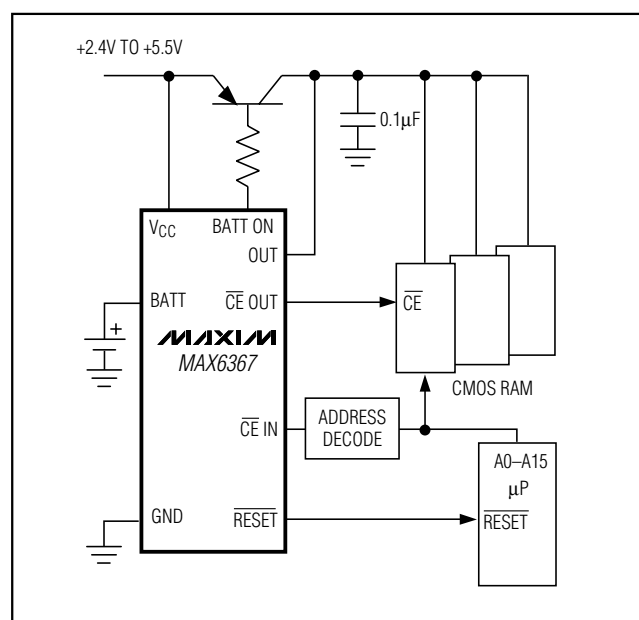 +2.4V TO +5.5V
0.1μF
VCC
BATT ON
OUT
BATT
CE OUT
CE
MAXIM
MAX6367
CMOS RAM
CE IN
ADDRESS
DECODE
A0–A15
μP
GND
RESET
RESET